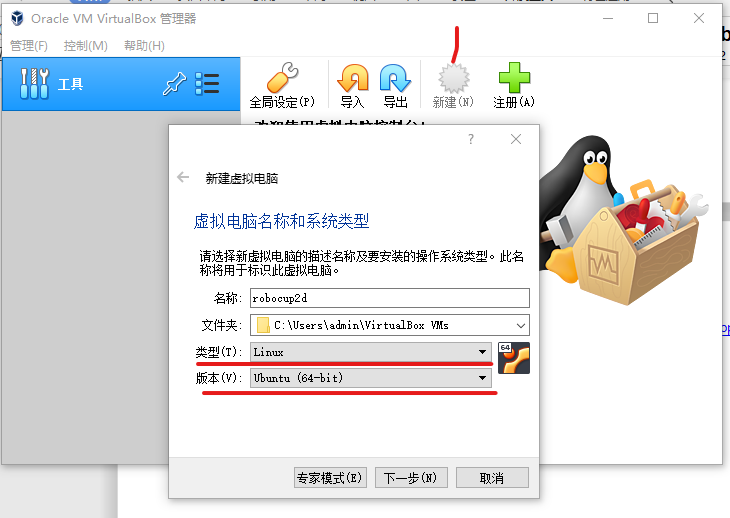 Oracle VM VirtualBox 管理器
管理(F) 控制(M) 帮助(H)
工具
全局设定(P) 导入 导出 新建(N) 注册(A)
?
新建虚拟电脑
虚拟电脑名称和系统类型
请选择新虚拟电脑的描述名称及要安装的操作系统类型。此名
称将用于标识此虚拟电脑。
名称: robocup2d
文件夹: C:\Users\admin\VirtualBox VMs
类型(T): Linux
64
版本(V): Ubuntu (64-bit)
专家模式(E) 下一步(N) 取消